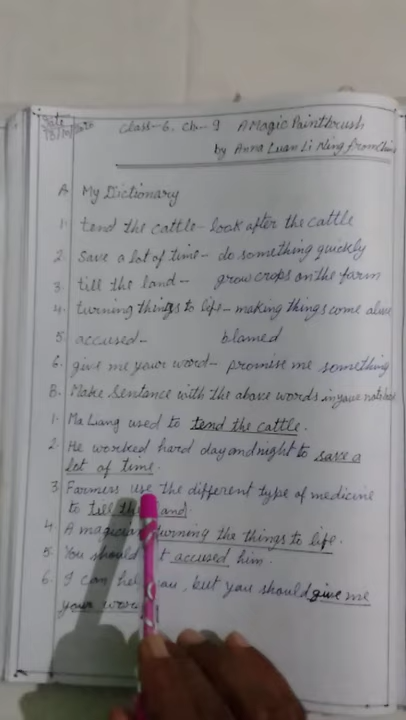 Date
Class-6, Ch.-9 A Magic Paintbrush
by Anna Luan Li Ning from China
A. My Dictionary
1. tend the cattle- look after the cattle
2. Save a lot of time- do something quickly
3. till the land- grow crops on the farm
4. turning things to life- making things come alive
5. accused- blamed
6. give me your word- promise me something
B. Make Sentence with the above words in your notebook
1. Ma Liang used to tend the cattle.
2. He worked hard day and night to save a
lot of time.
3. Farmers use the different type of medicine
to till the land.
4. A magician turning the things to life.
5. You should accused him.
6. I can you, but you should give me
your word